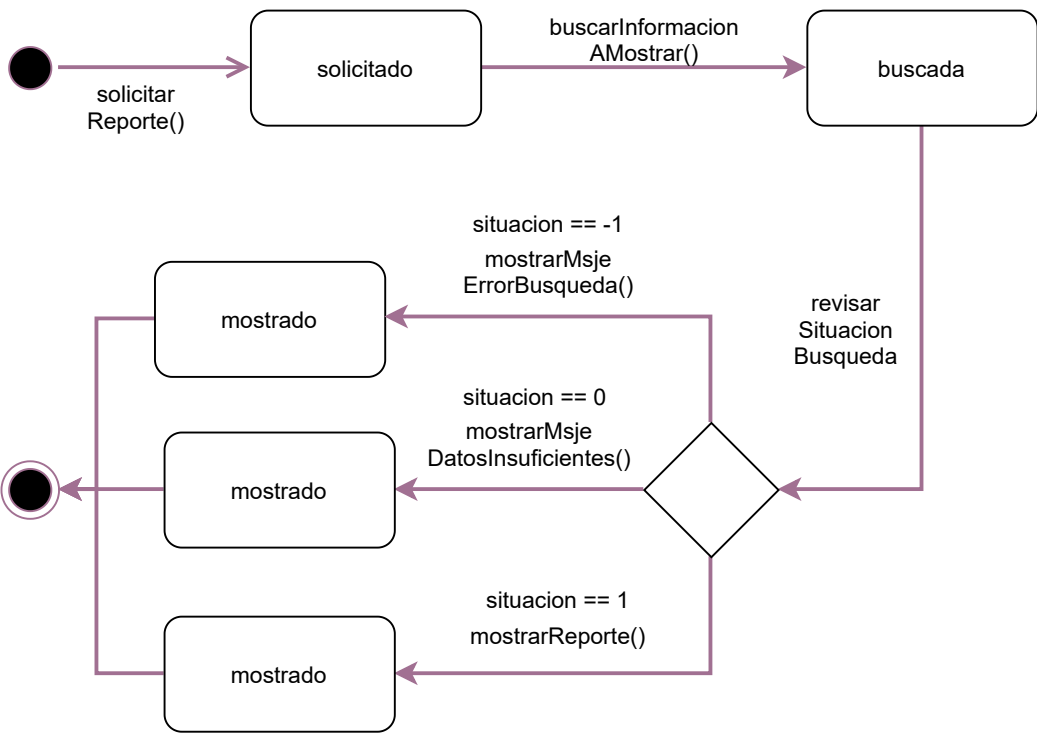 buscarInformacion
AMostrar()
solicitado
buscada
solicitar
Reporte()
situacion == -1
mostrarMsje
ErrorBusqueda()
mostrado
revisar
Situacion
Busqueda
situacion == 0
mostrarMsje
DatosInsuficientes()
mostrado
situacion == 1
mostrarReporte()
mostrado